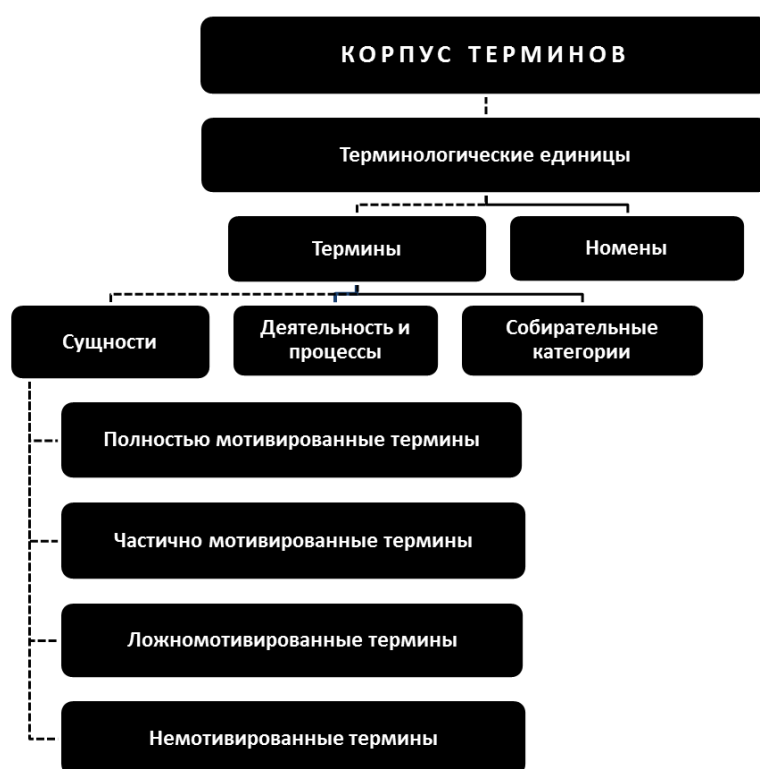 КОРПУС ТЕРМИНОВ
Терминологические единицы
Термины
Номены
Сущности
Деятельность и
процессы
Собирательные
категории
Полностью мотивированные термины
Частично мотивированные термины
Ложномотивированные термины
Немотивированные термины